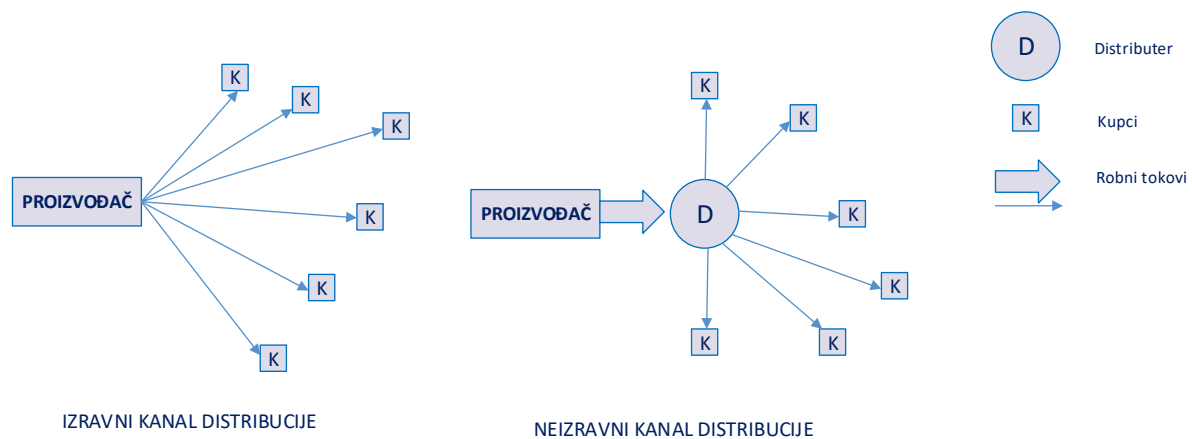 K
K
K
PROIZVOĐAČ
K
K
K
IZRAVNI KANAL DISTRIBUCIJE
K
K
PROIZVOĐAČ
D
K
K
K
K
NEIZRAVNI KANAL DISTRIBUCIJE
D
Distributer
K
Kupci
Robni tokovi